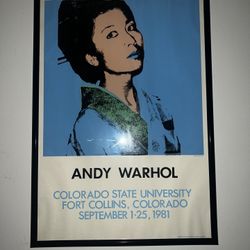 ANDY WARHOL
COLORADO STATE UNIVERSITY
FORT COLLINS, COLORADO
SEPTEMBER 1-25, 1981